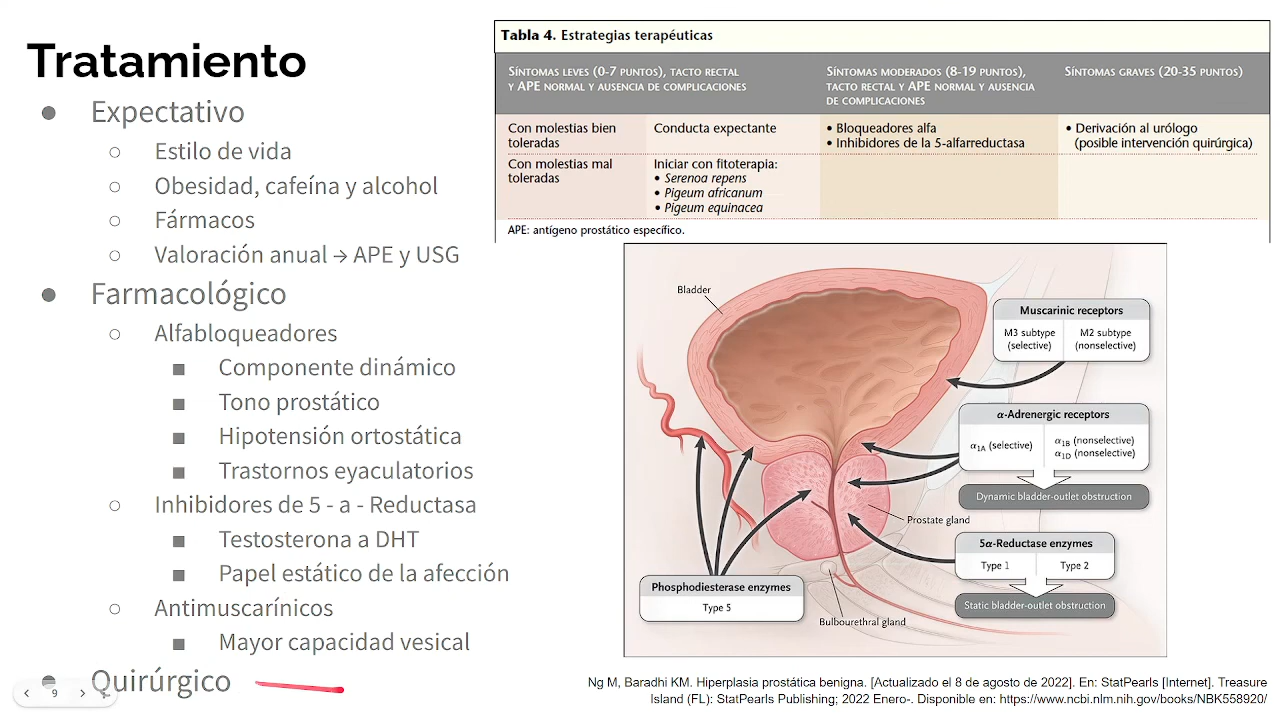 Tratamiento
● Expectativo
○ Estilo de vida
○ Obesidad, cafeína y alcohol
○ Fármacos
○ Valoración anual → APE y USG
● Farmacológico
○ Alfabloqueadores
■ Componente dinámico
■ Tono prostático
■ Hipotensión ortostática
■ Trastornos eyaculatorios
○ Inhibidores de 5 - a - Reductasa
■ Testosterona a DHT
■ Papel estático de la afección
○ Antimuscarínicos
■ Mayor capacidad vesical
● Quirúrgico
9
Tabla 4. Estrategias terapéuticas
SÍNTOMAS LEVES (0-7 PUNTOS), TACTO RECTAL
Y APE NORMAL Y AUSENCIA DE COMPLICACIONES
SÍNTOMAS MODERADOS (8-19 PUNTOS),
TACTO RECTAL Y APE NORMAL Y AUSENCIA
DE COMPLICACIONES
SÍNTOMAS GRAVES (20-35 PUNTOS)
Con molestias bien
toleradas
Conducta expectante
• Bloqueadores alfa
• Inhibidores de la 5-alfarreductasa
• Derivación al urólogo
(posible intervención quirúrgica)
Con molestias mal
toleradas
Iniciar con fitoterapia:
• Serenoa repens
• Pigeum africanum
• Pigeum equinacea
APE: antígeno prostático específico.
Bladder
Muscarinic receptors
M3 subtype
(selective)
M2 subtype
(nonselective)
α-Adrenergic receptors
α1A (selective)
α1B (nonselective)
α1D (nonselective)
Dynamic bladder-outlet obstruction
Prostate gland
5α-Reductase enzymes
Type 1
Type 2
Static bladder-outlet obstruction
Phosphodiesterase enzymes
Type 5
Bulbourethral gland
Ng M, Baradhi KM. Hiperplasia prostática benigna. [Actualizado el 8 de agosto de 2022]. En: StatPearls [Internet]. Treasure
Island (FL): StatPearls Publishing; 2022 Enero-. Disponible en: https://www.ncbi.nlm.nih.gov/books/NBK558920/